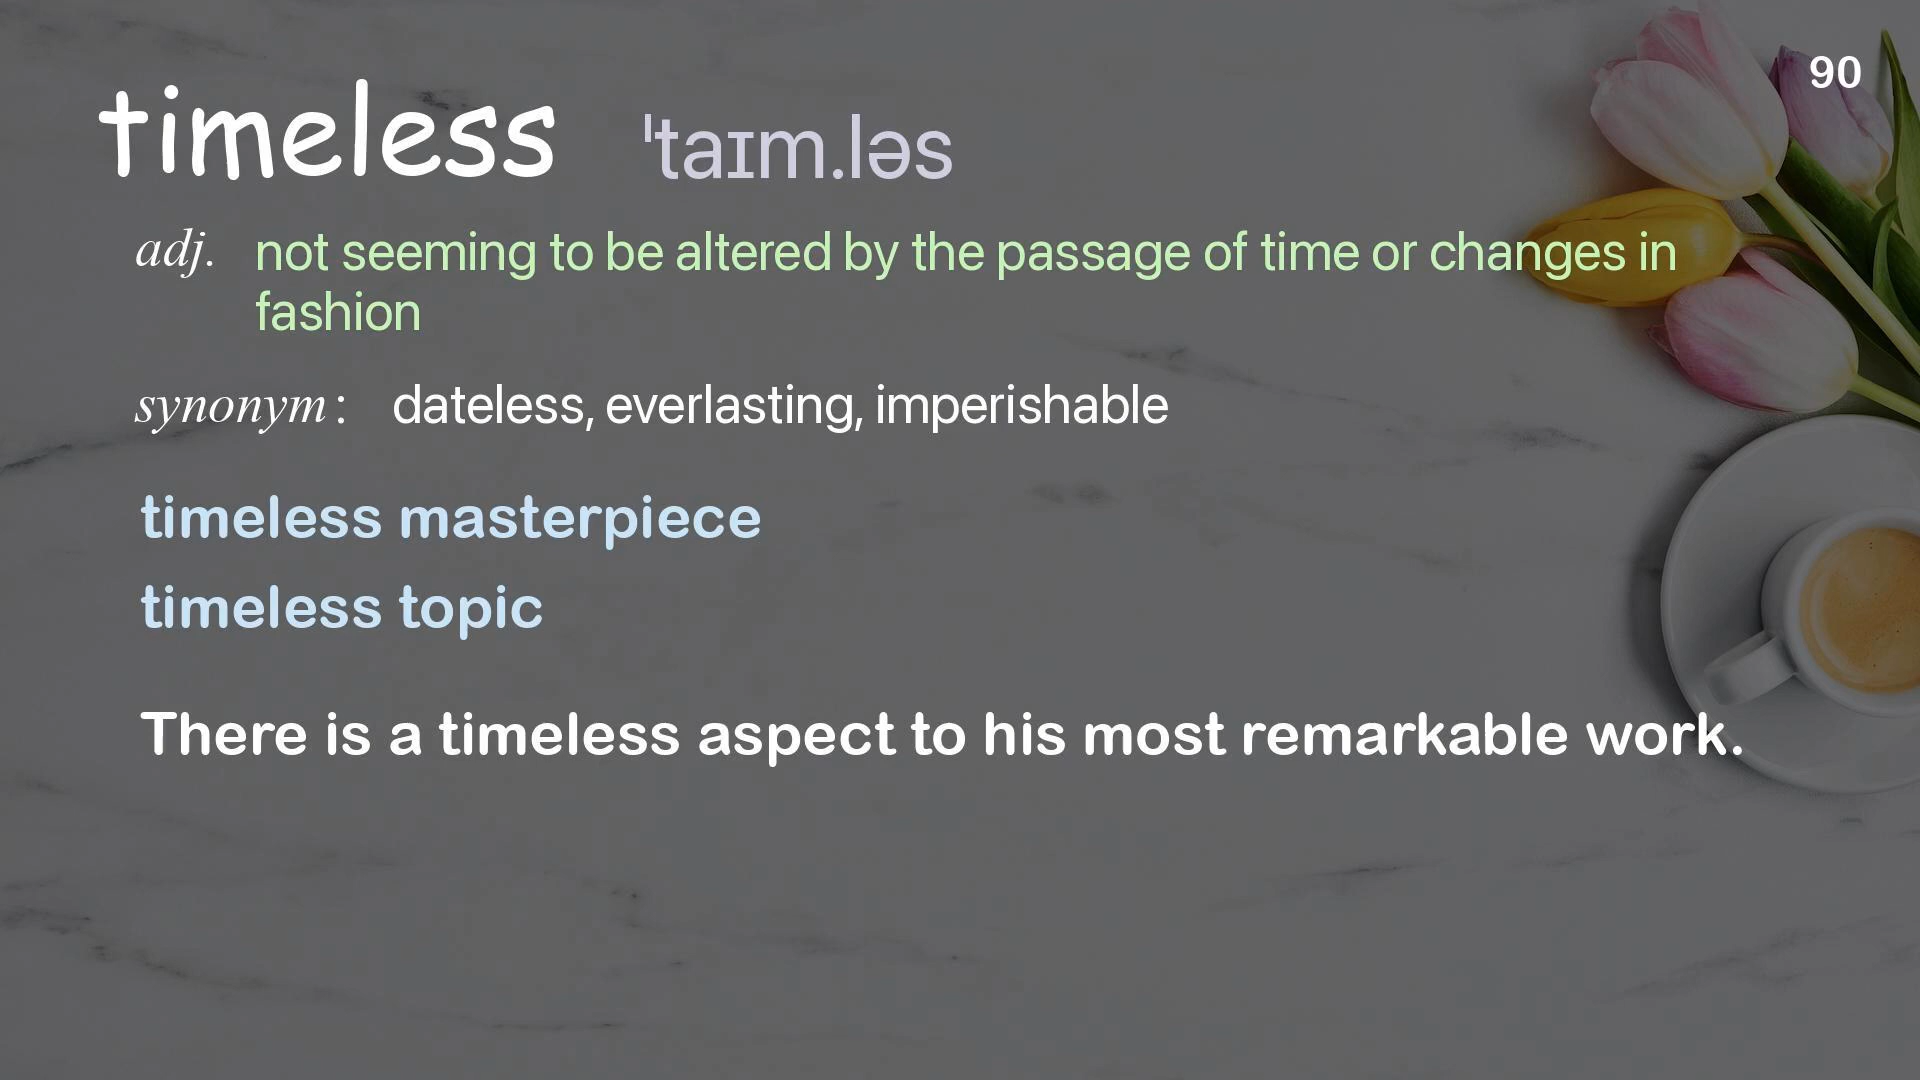 90
timeless ˈtaɪm.ləs
adj. not seeming to be altered by the passage of time or changes in
fashion
synonym : dateless, everlasting, imperishable
timeless masterpiece
timeless topic
There is a timeless aspect to his most remarkable work.